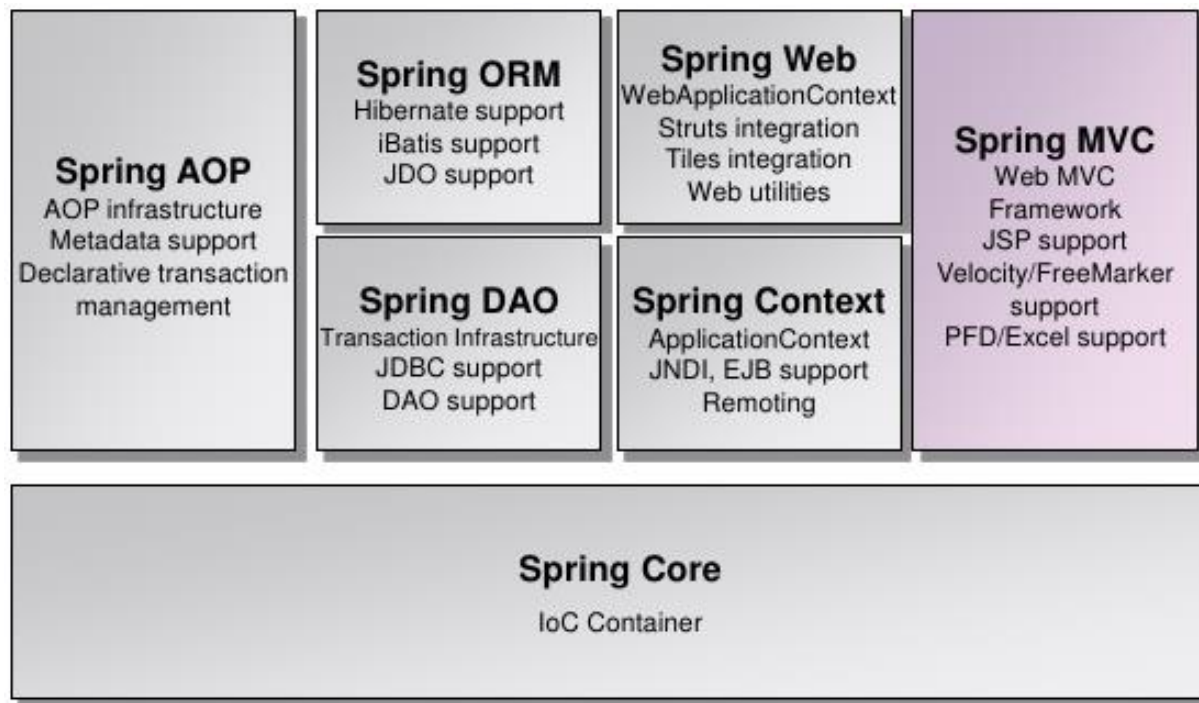 Spring AOP
AOP infrastructure
Metadata support
Declarative transaction
management
Spring ORM
Hibernate support
iBatis support
JDO support
Spring DAO
Transaction Infrastructure
JDBC support
DAO support
Spring Web
WebApplicationContext
Struts integration
Tiles integration
Web utilities
Spring Context
ApplicationContext
JNDI, EJB support
Remoting
Spring MVC
Web MVC
Framework
JSP support
Velocity/FreeMarker
support
PFD/Excel support
Spring Core
IoC Container